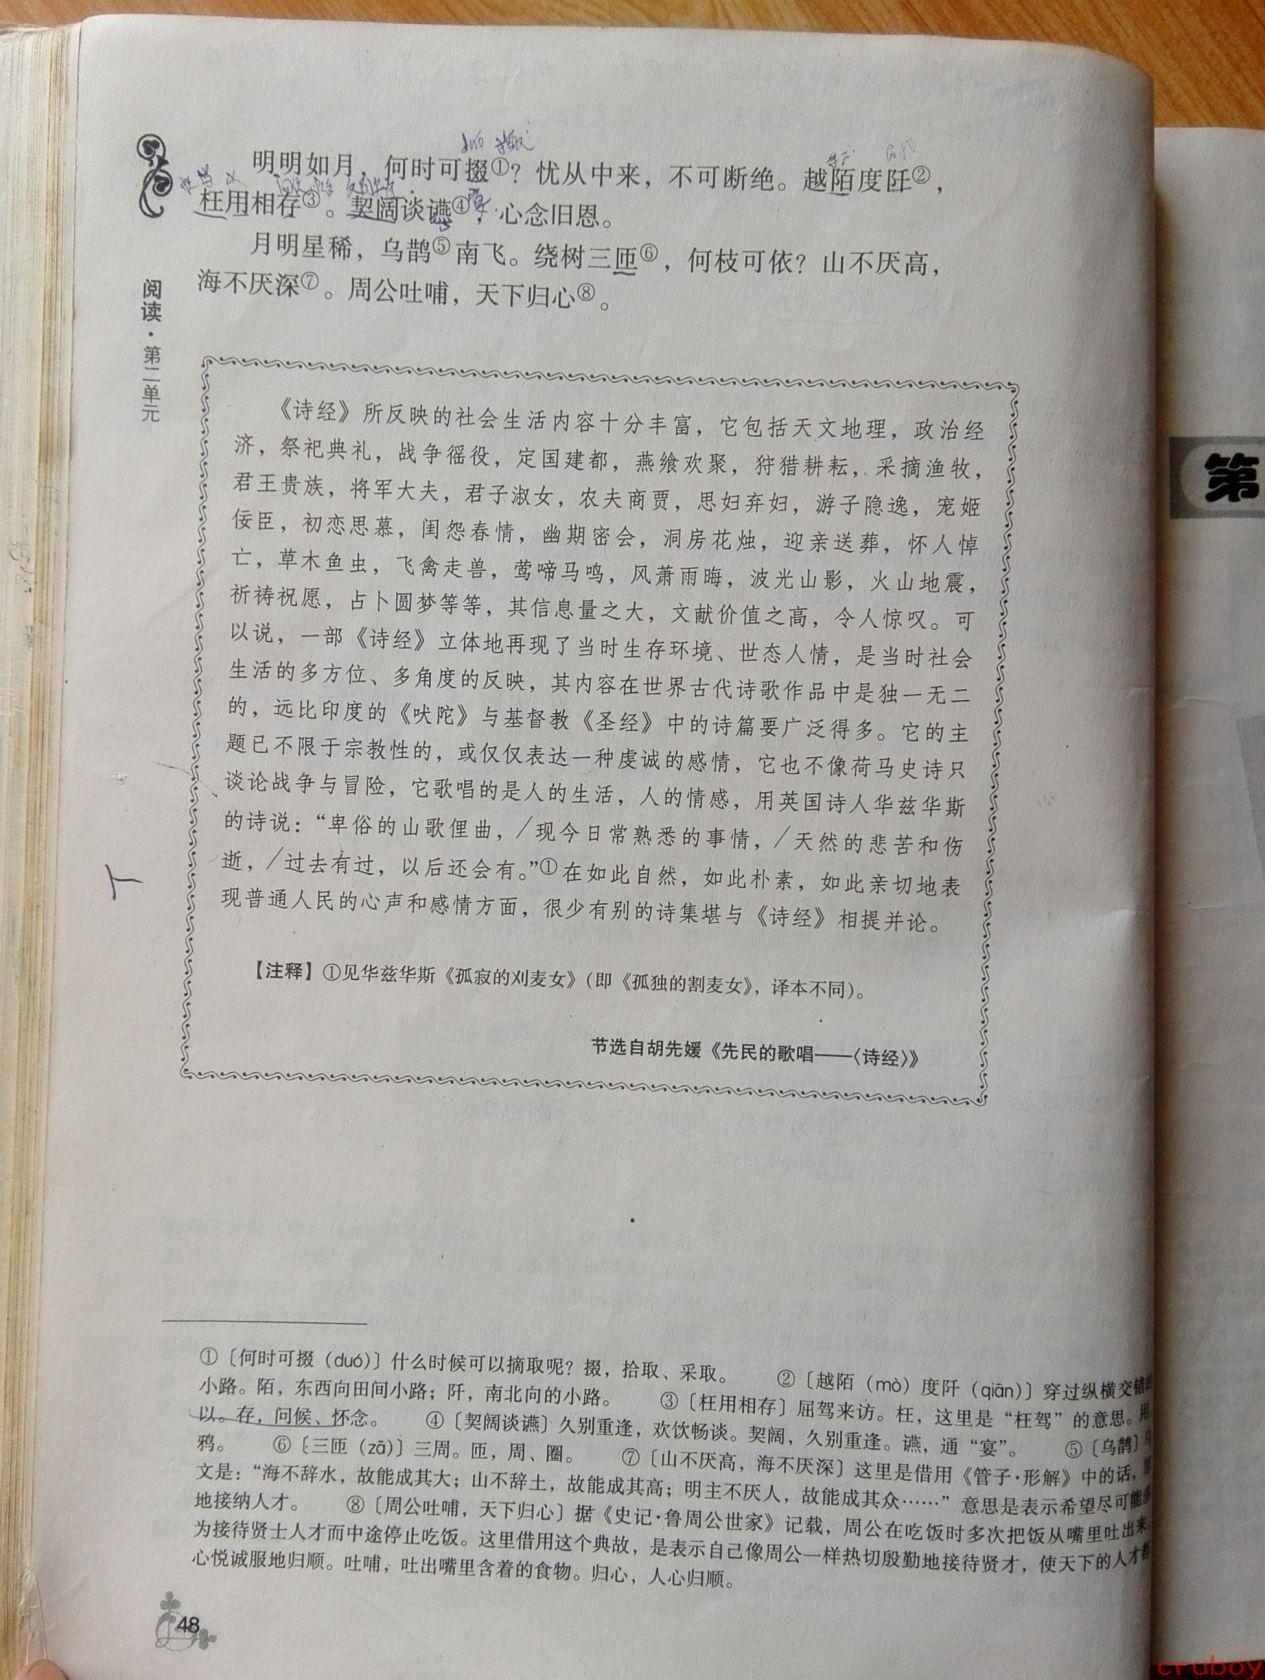 明明如月，何时可掇①？忧从中来，不可断绝。越陌度阡②，
枉用相存③。契阔谈䜩④，心念旧恩。
月明星稀，乌鹊⑤南飞。绕树三匝⑥，何枝可依？山不厌高，
海不厌深⑦。周公吐哺，天下归心⑧。
阅读·第二单元
《诗经》所反映的社会生活内容十分丰富，它包括天文地理，政治经
济，祭祀典礼，战争徭役，定国建都，燕飨欢聚，狩猎耕耘，采摘渔牧，
君王贵族，将军大夫，君子淑女，农夫商贾，思妇弃妇，游子隐逸，宠姬
佞臣，初恋思慕，闺怨春情，幽期密会，洞房花烛，迎亲送葬，怀人悼
亡，草木鱼虫，飞禽走兽，莺啼马鸣，风萧雨晦，波光山影，火山地震，
祈祷祝愿，占卜圆梦等等，其信息量之大，文献价值之高，令人惊叹。可
以说，一部《诗经》立体地再现了当时生存环境、世态人情，是当时社会
生活的多方位、多角度的反映，其内容在世界古代诗歌作品中是独一无二
的，远比印度的《吠陀》与基督教《圣经》中的诗篇要广泛得多。它的主
题已不限于宗教性的，或仅仅表达一种虔诚的感情，它也不像荷马史诗只
谈论战争与冒险，它歌唱的是人的生活，人的情感，用英国诗人华兹华斯
的诗说：“卑俗的山歌俚曲，/现今日常熟悉的事情，/天然的悲苦和伤
逝，/过去有过，以后还会有。”①在如此自然，如此朴素，如此亲切地表
现普通人民的心声和感情方面，很少有别的诗集堪与《诗经》相提并论。
【注释】①见华兹华斯《孤寂的刈麦女》（即《孤独的割麦女》，译本不同）。
节选自胡先媛《先民的歌唱——〈诗经〉》
①〔何时可掇（duó）〕什么时候可以摘取呢？掇，拾取、采取。 ②〔越陌（mò）度阡（qiān）〕穿过纵横交错的
小路。陌，东西向田间小路；阡，南北向的小路。 ③〔枉用相存〕屈驾来访。枉，这里是“枉驾”的意思。用，
以。存，问候、怀念。 ④〔契阔谈䜩〕久别重逢，欢饮畅谈。契阔，久别重逢。䜩，通“宴”。 ⑤〔乌鹊〕乌
鸦。 ⑥〔三匝（zā）〕三周。匝，周、圈。 ⑦〔山不厌高，海不厌深〕这里是借用《管子·形解》中的话，原
文是：“海不辞水，故能成其大；山不辞土，故能成其高；明主不厌人，故能成其众……”意思是表示希望尽可能多
地接纳人才。 ⑧〔周公吐哺，天下归心〕据《史记·鲁周公世家》记载，周公在吃饭时多次把饭从嘴里吐出来，
为接待贤士人才而中途停止吃饭。这里借用这个典故，是表示自己像周公一样热切殷勤地接待贤才，使天下的人才都
心悦诚服地归顺。吐哺，吐出嘴里含着的食物。归心，人心归顺。
48
第
cruboy